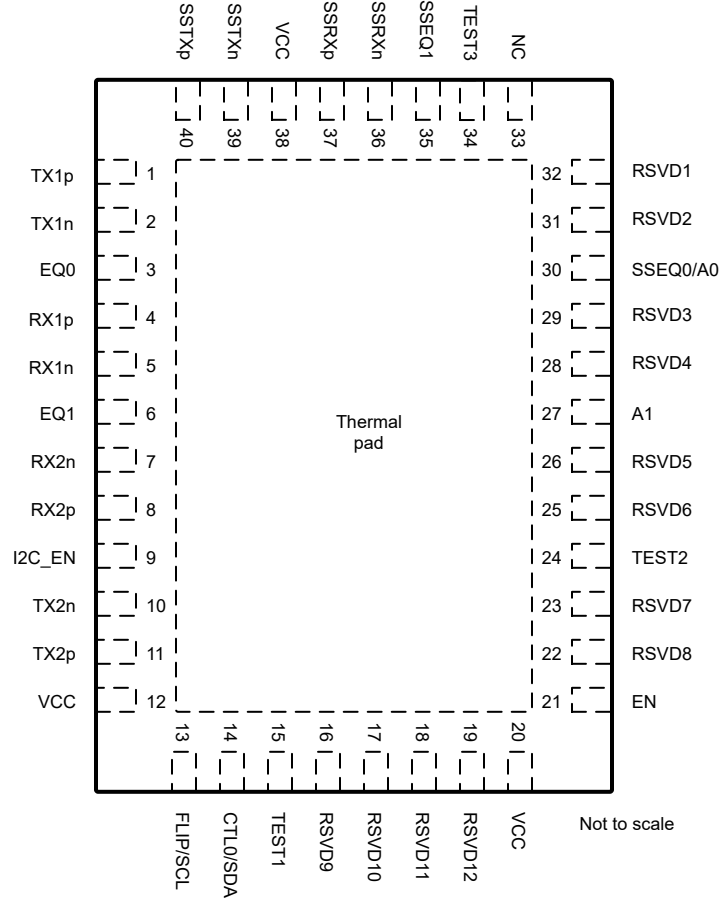 SSTXp
SSTXn
VCC
SSRXp
SSRXn
SSEQ1
TEST3
NC
40
39
38
37
36
35
34
33
TX1p 1
32 RSVD1
TX1n 2
31 RSVD2
EQ0 3
30 SSEQ0/A0
RX1p 4
29 RSVD3
RX1n 5
28 RSVD4
EQ1 6
27 A1
Thermal
pad
RX2n 7
26 RSVD5
RX2p 8
25 RSVD6
I2C_EN 9
24 TEST2
TX2n 10
23 RSVD7
TX2p 11
22 RSVD8
VCC 12
21 EN
13
14
15
16
17
18
19
20
FLIP/SCL
CTL0/SDA
TEST1
RSVD9
RSVD10
RSVD11
RSVD12
VCC
Not to scale